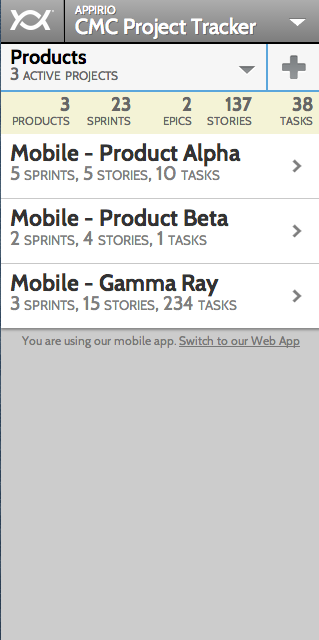 APPIRIO
CMC Project Tracker
Products
3 ACTIVE PROJECTS
3 23 2 137 38
PRODUCTS SPRINTS EPICS STORIES TASKS
Mobile - Product Alpha
5 SPRINTS, 5 STORIES, 10 TASKS
Mobile - Product Beta
2 SPRINTS, 4 STORIES, 1 TASKS
Mobile - Gamma Ray
3 SPRINTS, 15 STORIES, 234 TASKS
You are using our mobile app. Switch to our Web App